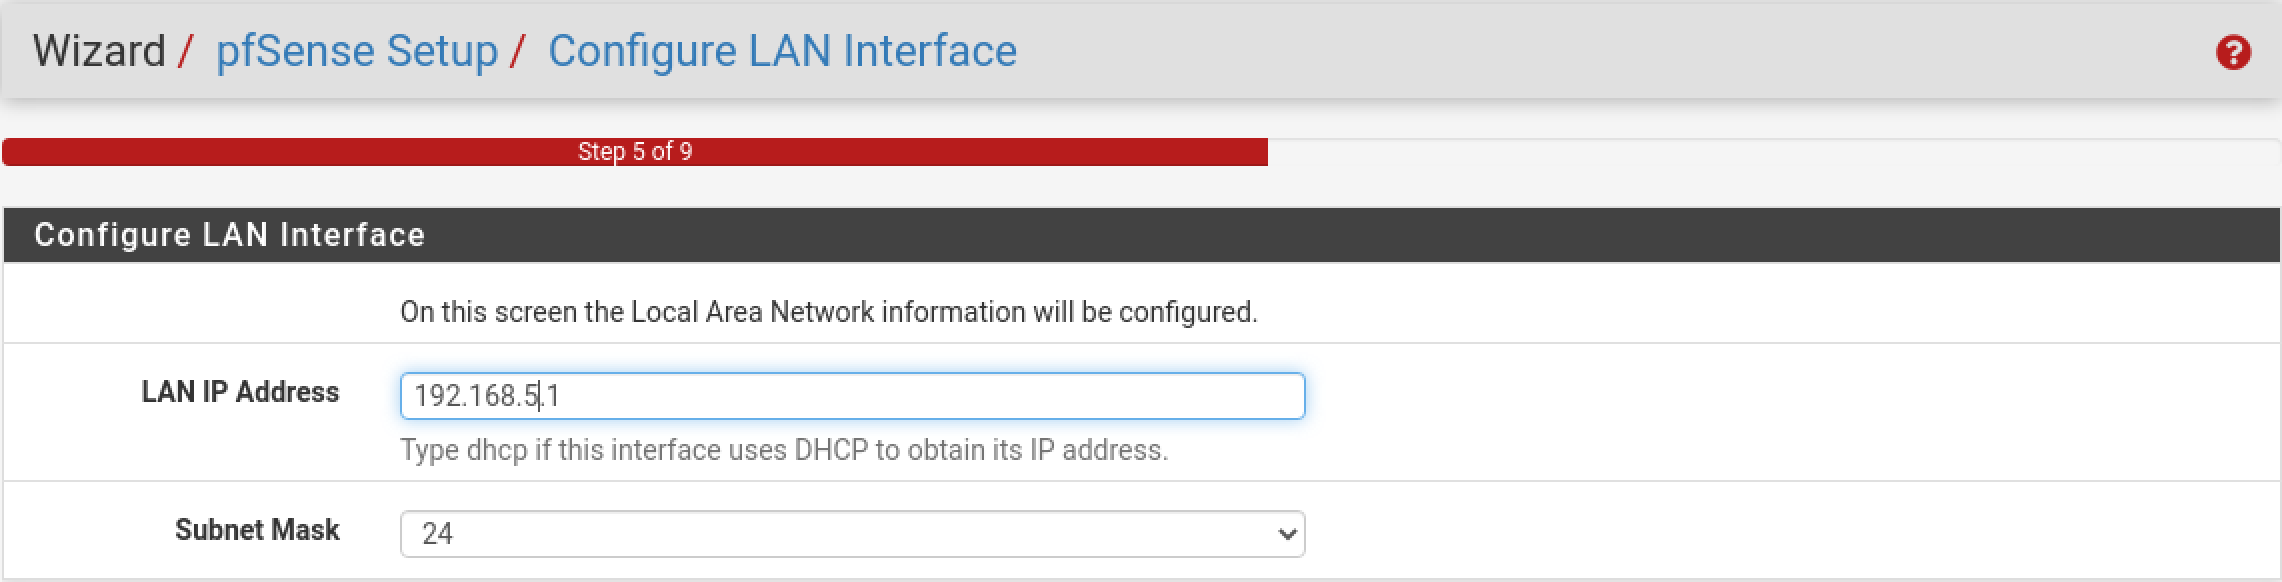 Wizard / pfSense Setup / Configure LAN Interface
Step 5 of 9
Configure LAN Interface
On this screen the Local Area Network information will be configured.
LAN IP Address 192.168.5.1
Type dhcp if this interface uses DHCP to obtain its IP address.
Subnet Mask 24